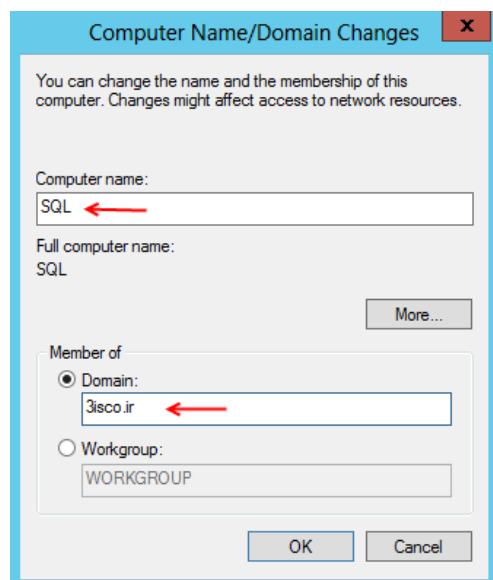 Computer Name/Domain Changes
x
You can change the name and the membership of this
computer. Changes might affect access to network resources.
Computer name:
SQL
Full computer name:
SQL
More...
Member of
Domain:
3isco.ir
Workgroup:
WORKGROUP
OK
Cancel